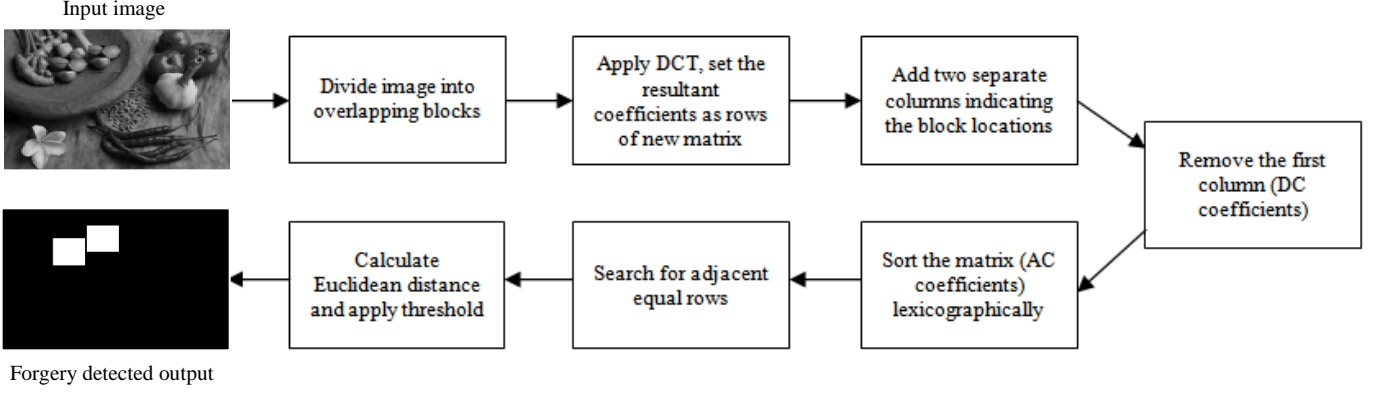 Input image
Divide image into
overlapping blocks
Apply DCT, set the
resultant
coefficients as rows
of new matrix
Add two separate
columns indicating
the block locations
Remove the first
column (DC
coefficients)
Sort the matrix (AC
coefficients)
lexicographically
Search for adjacent
equal rows
Calculate
Euclidean distance
and apply threshold
Forgery detected output